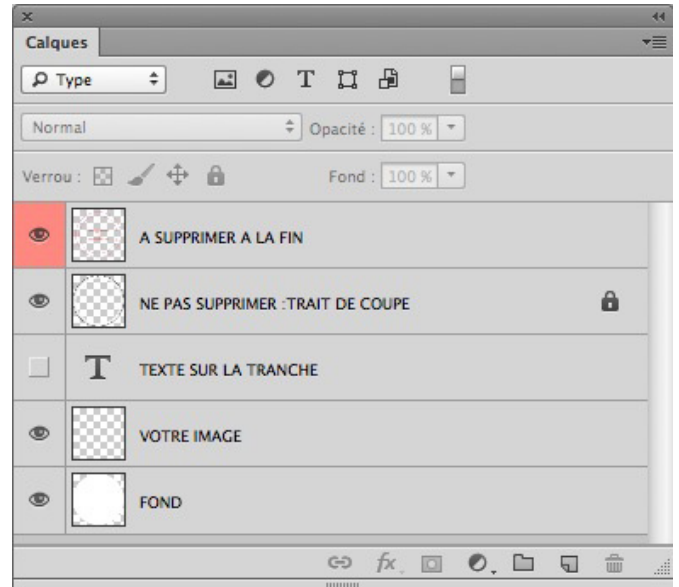 Calques
Type
Normal Opacité : 100 %
Verrou : Fond : 100 %
A SUPPRIMER A LA FIN
NE PAS SUPPRIMER :TRAIT DE COUPE
T TEXTE SUR LA TRANCHE
VOTRE IMAGE
FOND
fx